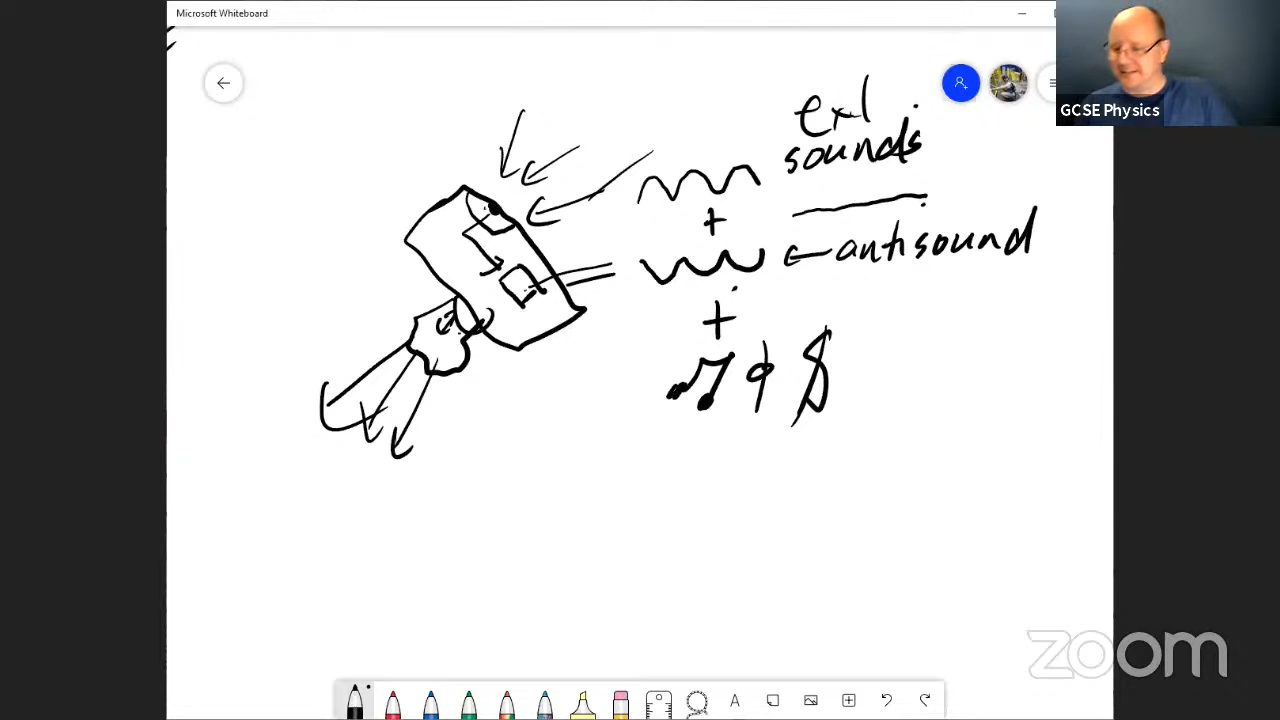 Microsoft Whiteboard
GCSE Physics
ext
sounds
+
antisound
+
A
zoom